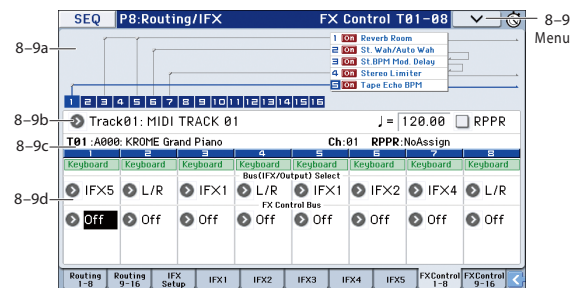 SEQ P8:Routing/IFX FX Control T01-08
8-9
Menu
8-9a
1 On Reverb Room
2 On St. Wah/Auto Wah
3 On St.BPM Mod. Delay
4 On Stereo Limiter
5 On Tape Echo BPM
1 2 3 4 5 6 7 8 9 10 11 12 13 14 15 16
8-9b
Track01: MIDI TRACK 01 ♩= 120.00 RPPR
8-9c
T01 :A000: KROME Grand Piano Ch:01 RPPR:NoAssign
1 2 3 4 5 6 7 8
Keyboard Keyboard Keyboard Keyboard Keyboard Keyboard Keyboard Keyboard
Bus(IFX/Output) Select
8-9d
IFX5 L/R IFX1 L/R IFX1 IFX2 IFX4 L/R
FX Control Bus
Off Off Off Off Off Off Off Off
Routing 1-8 Routing 9-16 IFX Setup IFX1 IFX2 IFX3 IFX4 IFX5 FXControl 1-8 FXControl 9-16